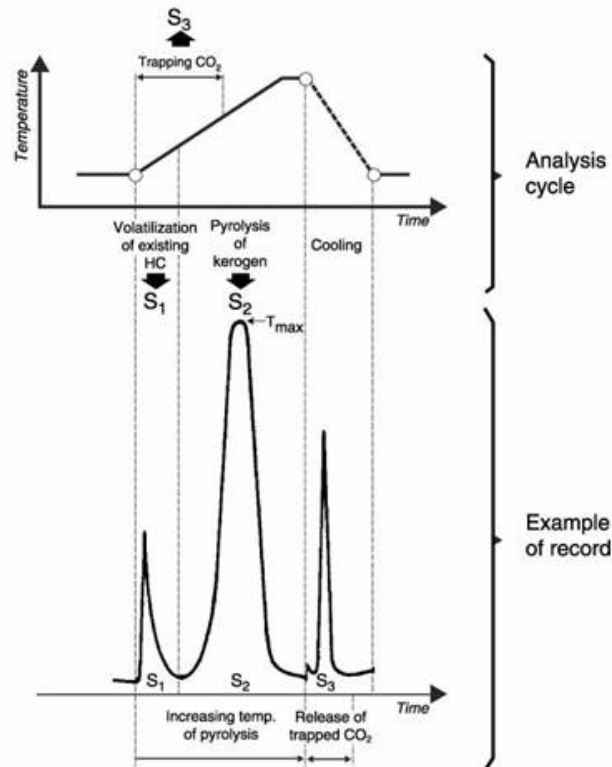 S₃
Trapping CO₂
Temperature
Time
Volatilization
of existing
HC
Pyrolysis
of
kerogen
Cooling
Analysis
cycle
S₁
S₂
Tmax
Example
of record
S₁
S₂
S₃
Time
Increasing temp.
of pyrolysis
Release of
trapped CO₂